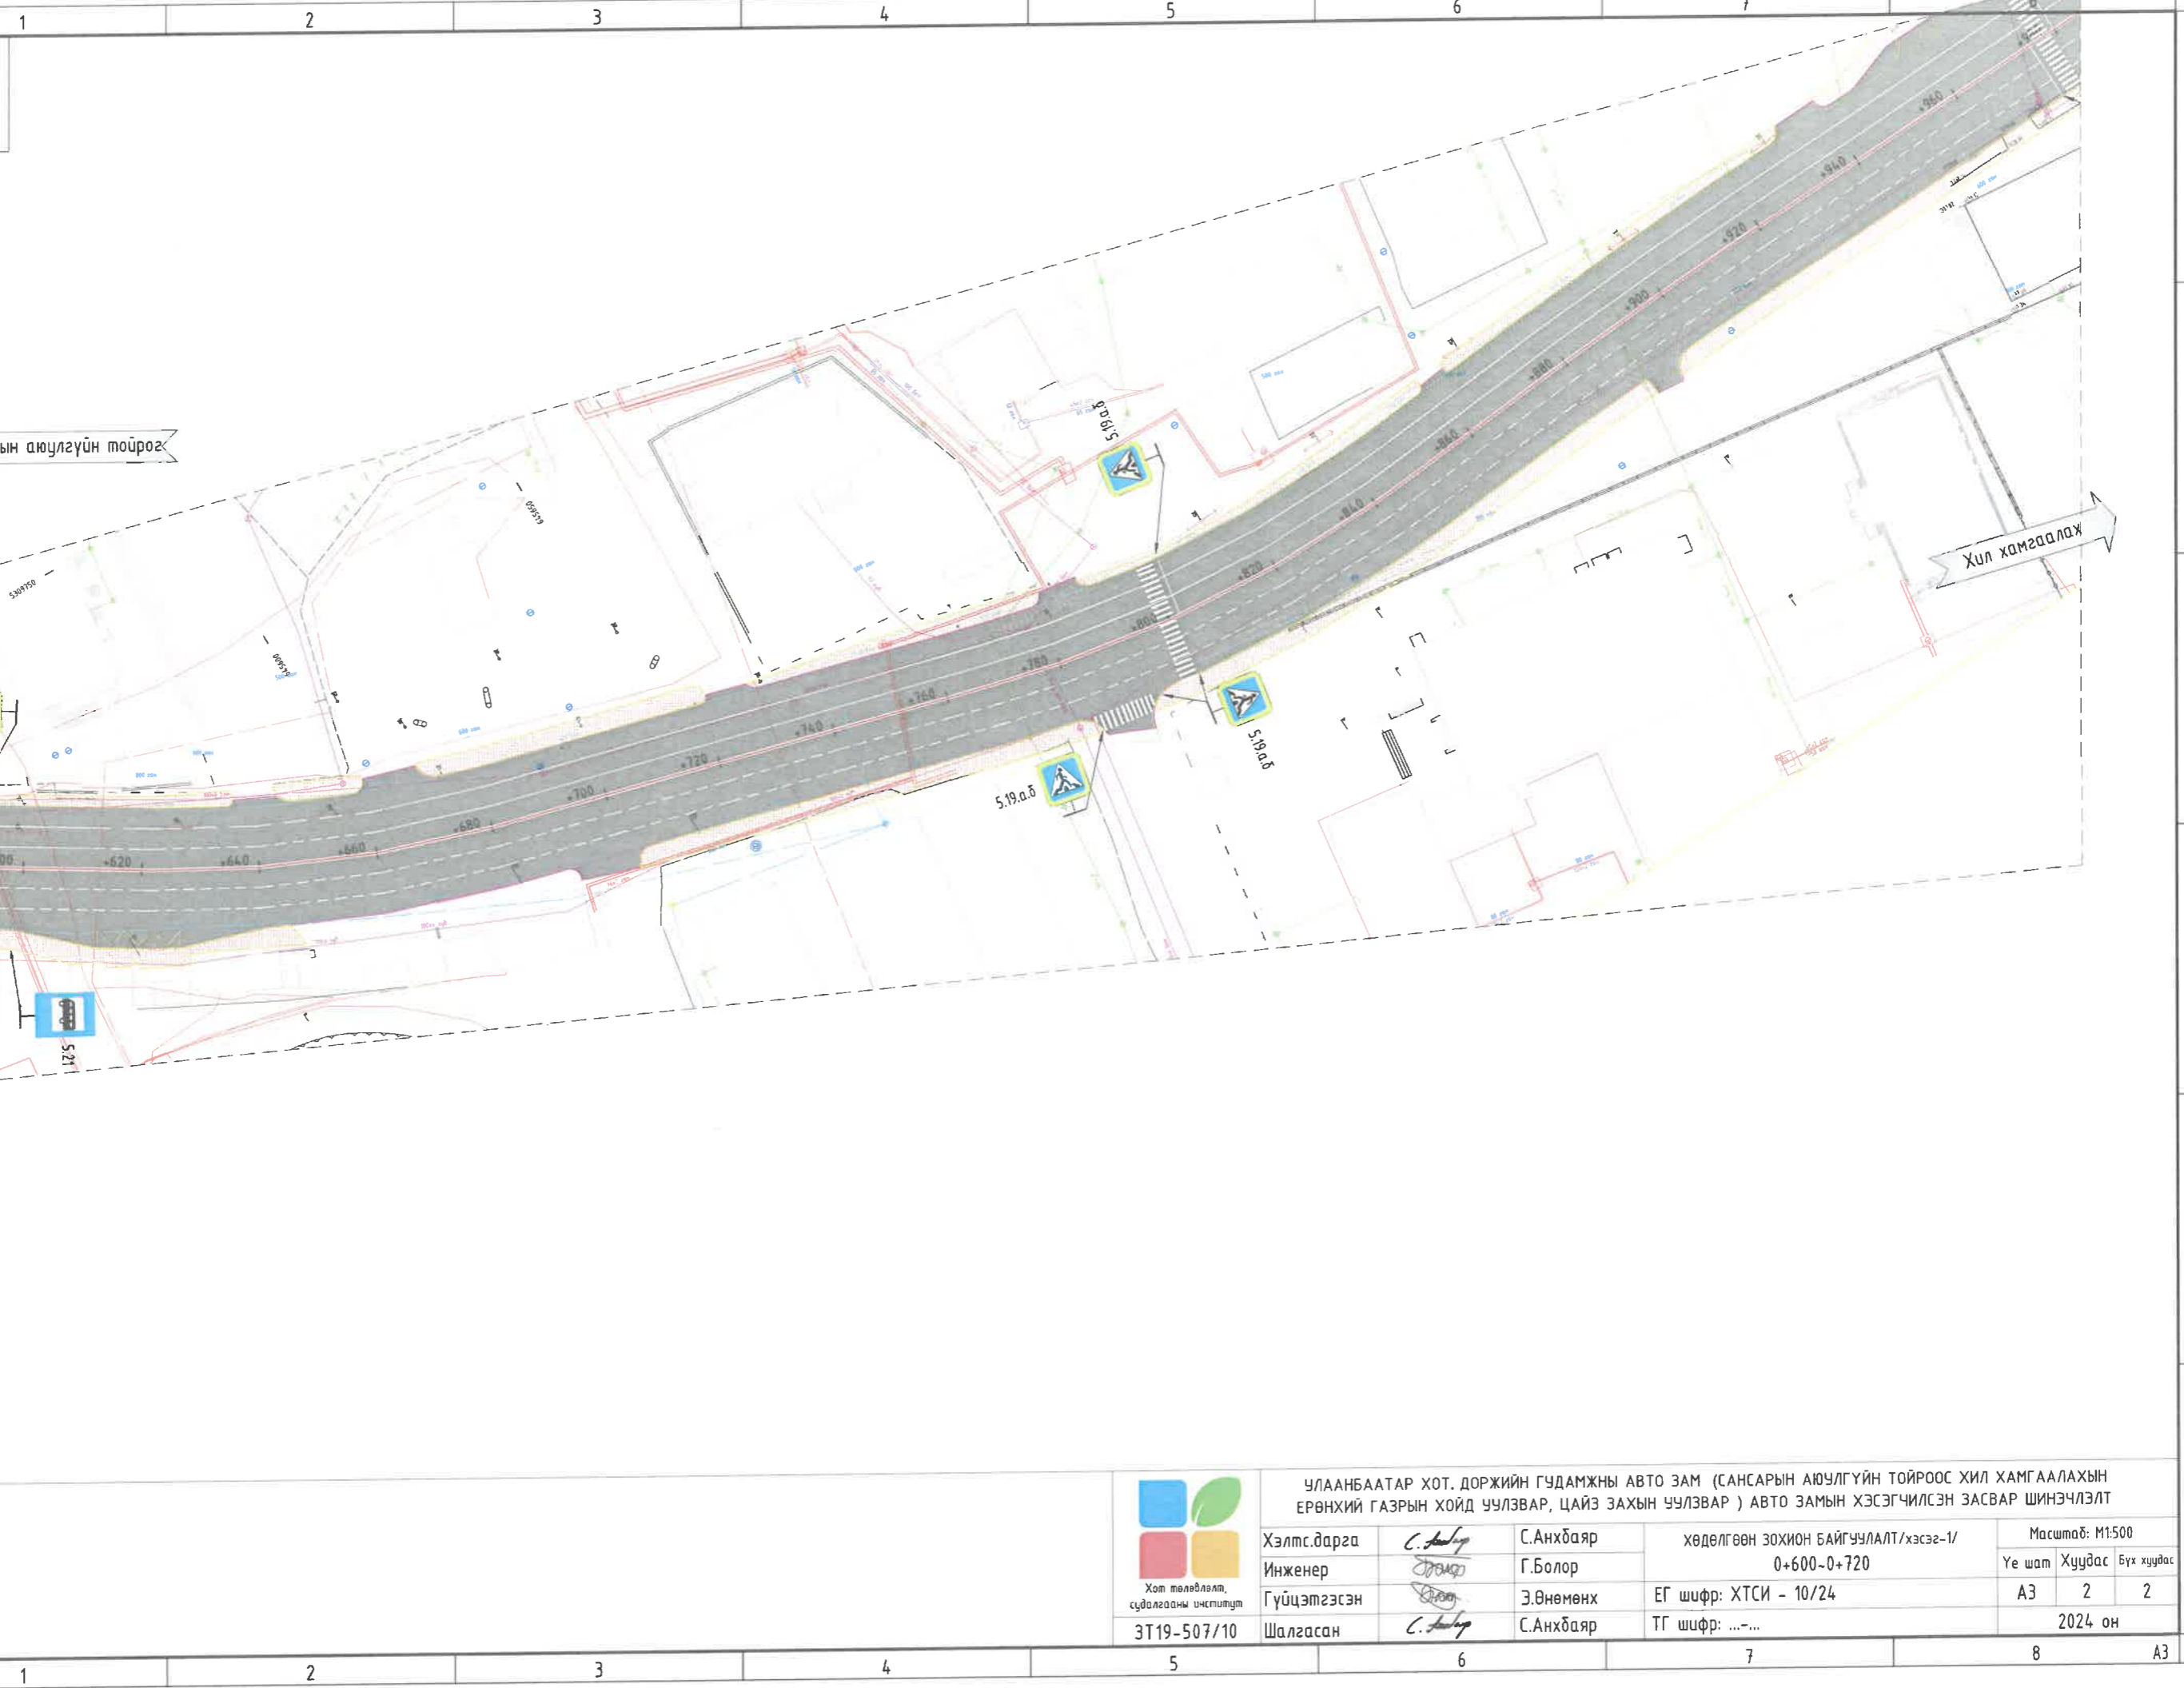 1 2 3 4 5 6 7
ын аюулгүйн тойрог
5.19.а.б
Хил хамгаалах
5.19.а.б
5.19.а.б
5.21
+620
+640
+660
+680
+700
+720
+740
+760
+780
+800
+820
+840
+860
+880
+900
+920
+940
+960
УЛААНБААТАР ХОТ. ДОРЖИЙН ГУДАМЖНЫ АВТО ЗАМ (САНСАРЫН АЮУЛГҮЙН ТОЙРООС ХИЛ ХАМГААЛАХЫН
ЕРӨНХИЙ ГАЗРЫН ХОЙД УУЛЗВАР, ЦАЙЗ ЗАХЫН УУЛЗВАР ) АВТО ЗАМЫН ХЭСЭГЧИЛСЭН ЗАСВАР ШИНЭЧЛЭЛТ
Хэлтс.дарга С.Анхбаяр
Инженер Г.Болор
Гүйцэтгэсэн Э.Өнөмөнх
Шалгасан С.Анхбаяр
ХӨДӨЛГӨӨН ЗОХИОН БАЙГУУЛАЛТ/хэсэг-1/
0+600~0+720
ЕГ шифр: ХТСИ - 10/24
ТГ шифр: ...-...
Масштаб: М1:500
Үе шат Хуудас Бүх хуудас
А3 2 2
2024 он
Хот төлөвлөлт,
судалгааны институт
ЗТ19-507/10
1 2 3 4 5 6 7 8 А3